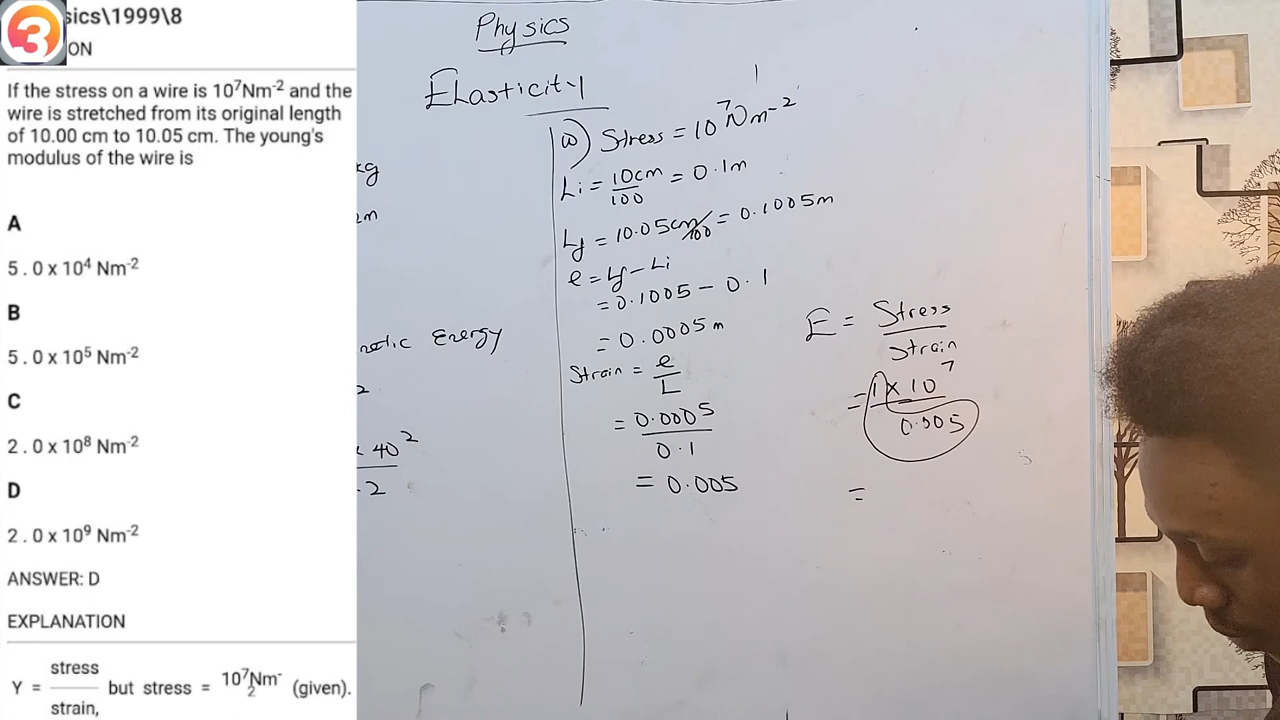 3
sics\1999\8
ON
If the stress on a wire is 10⁷Nm⁻² and the
wire is stretched from its original length
of 10.00 cm to 10.05 cm. The young's
modulus of the wire is
A
5.0 x 10⁴ Nm⁻²
B
5.0 x 10⁵ Nm⁻²
C
2.0 x 10⁸ Nm⁻²
D
2.0 x 10⁹ Nm⁻²
ANSWER: D
EXPLANATION
Y = stress / strain, but stress = 10⁷Nm⁻2 (given).
Physics
Elasticity
kg
netic Energy
x 40²
.2
Stress = 10⁷Nm⁻²
Li = 10cm/100 = 0.1m
Lf = 10.05cm/100 = 0.1005m
e = Lf - Li
= 0.1005 - 0.1
= 0.0005m
Strain = e/L
= 0.0005/0.1
= 0.005
E = Stress/Strain
= 1 x 10⁷/0.005
=